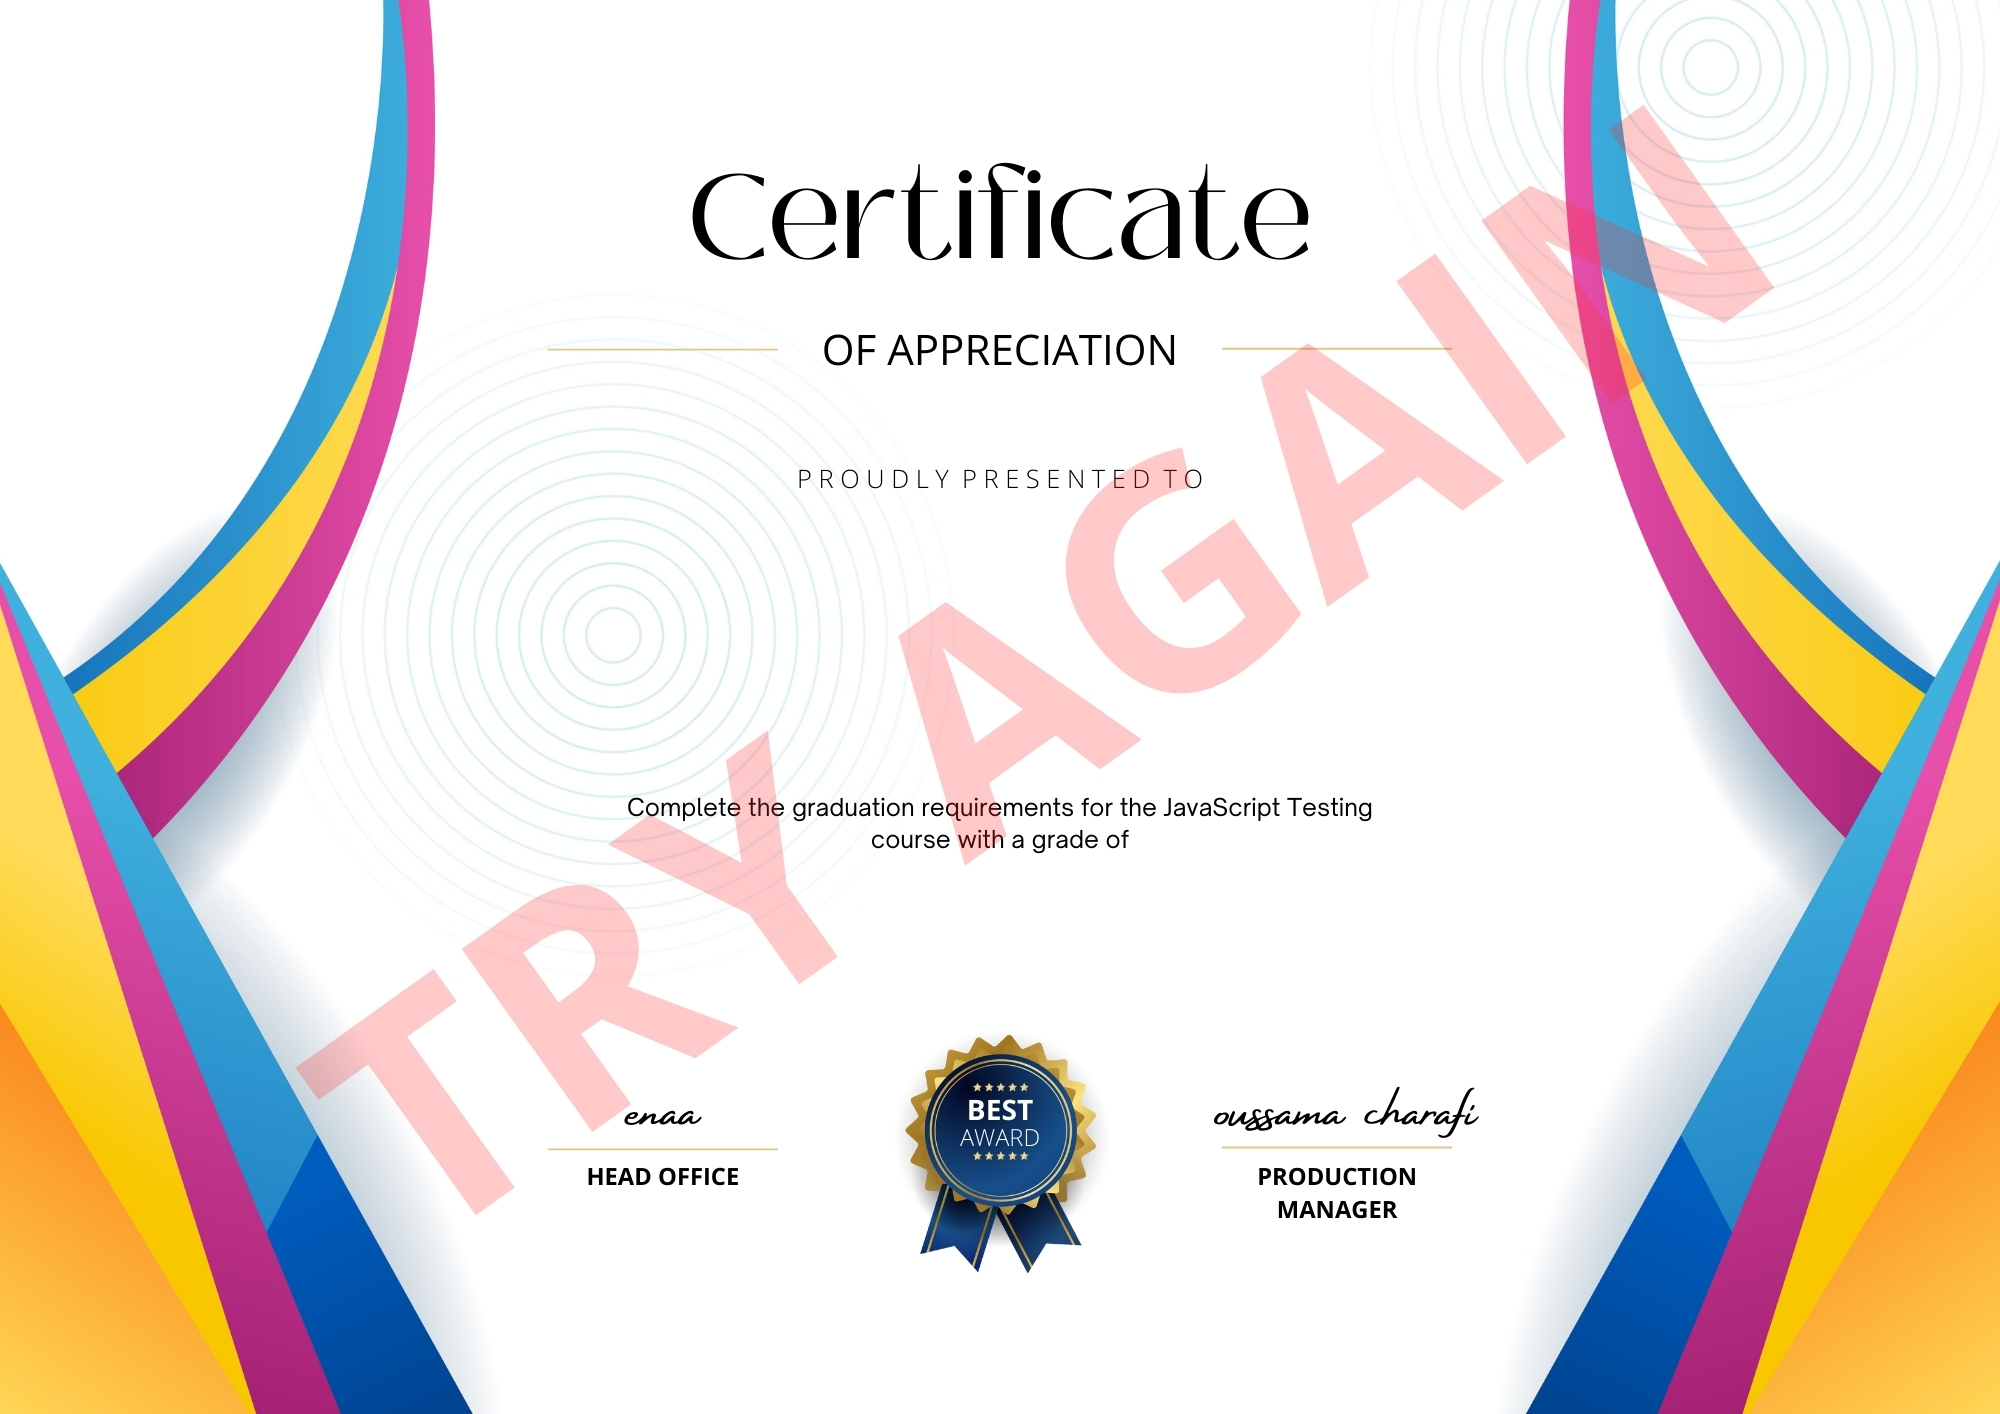 Certificate
OF APPRECIATION
PROUDLY PRESENTED TO
TRY AGAIN
Complete the graduation requirements for the JavaScript Testing
course with a grade of
enaa
HEAD OFFICE
BEST
AWARD
oussama charafi
PRODUCTION
MANAGER